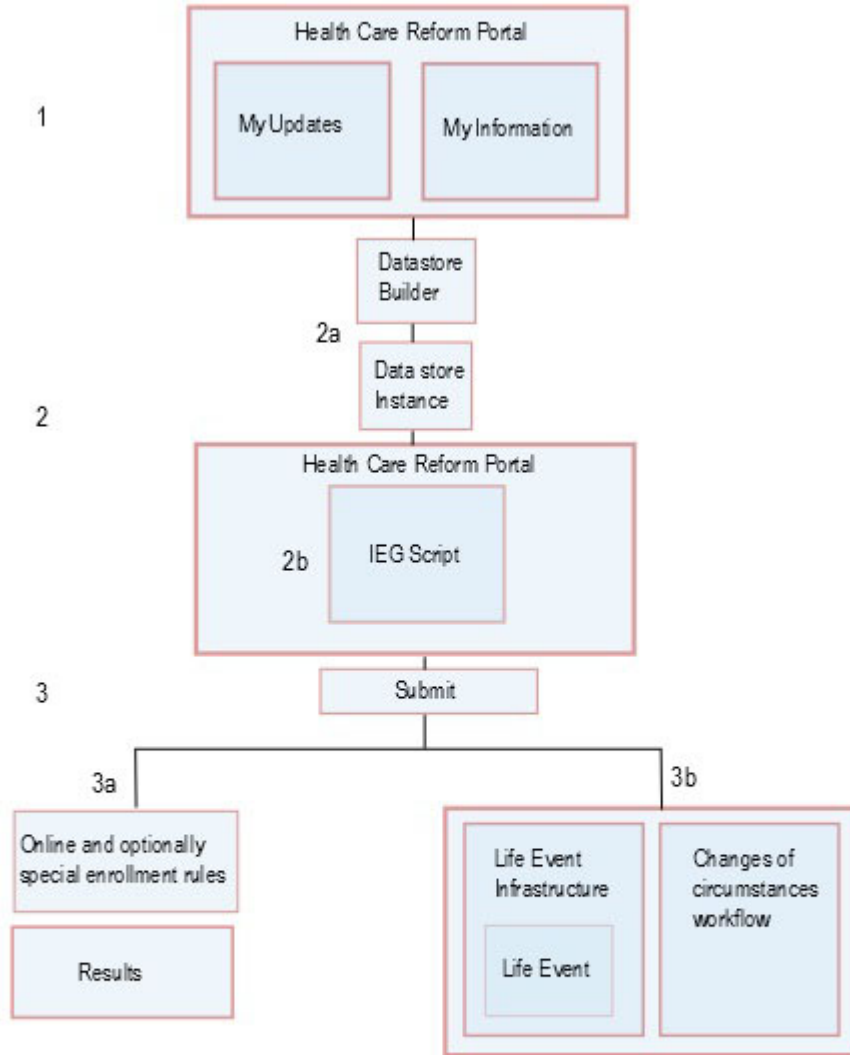 Health Care Reform Portal
1
My Updates
My Information
Datastore
Builder
2a
Data store
Instance
2
Health Care Reform Portal
2b
IEG Script
3
Submit
3a
3b
Online and optionally
special enrollment rules
Results
Life Event
Infrastructure
Life Event
Changes of
circumstances
workflow